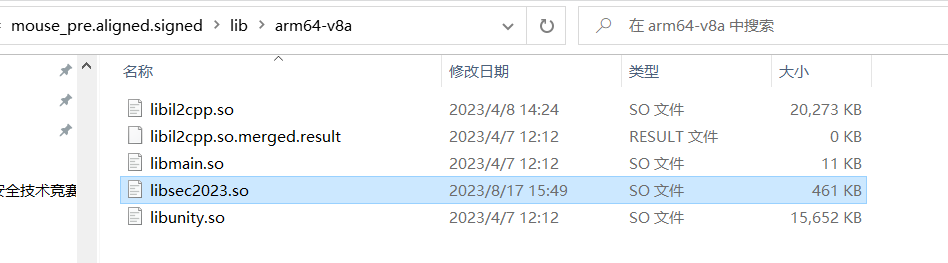 mouse_pre.aligned.signed › lib › arm64-v8a
在 arm64-v8a 中搜索
名称 修改日期 类型 大小
libil2cpp.so 2023/4/8 14:24 SO 文件 20,273 KB
libil2cpp.so.merged.result 2023/4/7 12:12 RESULT 文件 0 KB
libmain.so 2023/4/7 12:12 SO 文件 11 KB
安全技术竞赛
libsec2023.so 2023/8/17 15:49 SO 文件 461 KB
libunity.so 2023/4/7 12:12 SO 文件 15,652 KB